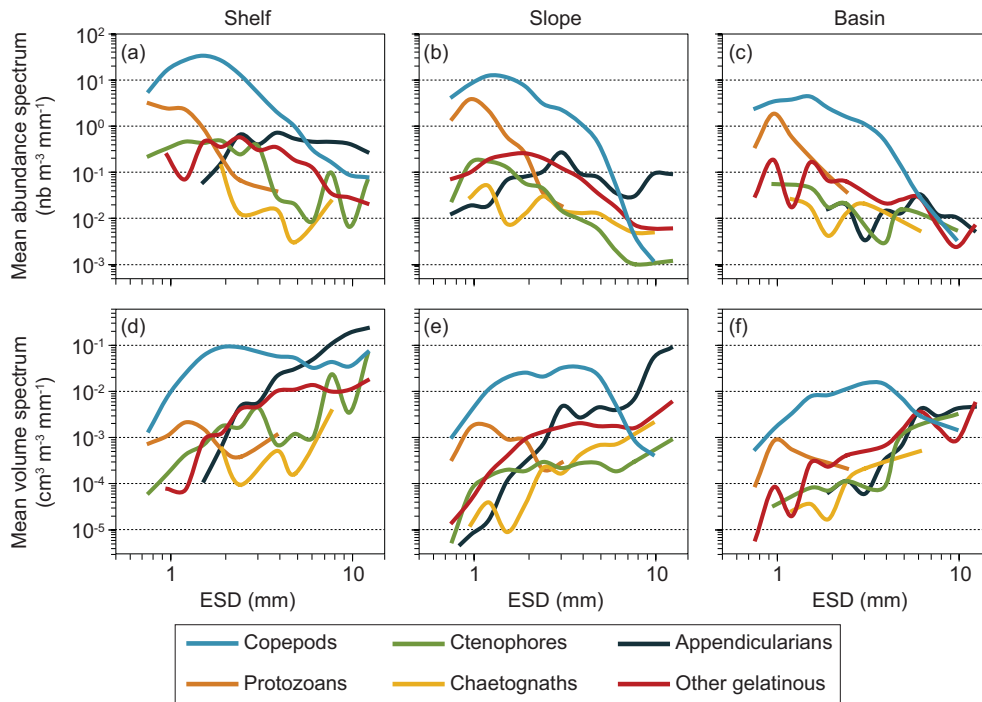 Shelf Slope Basin
Mean abundance spectrum
(nb m⁻³ mm⁻¹)
10² 10¹ 10⁰ 10⁻¹ 10⁻² 10⁻³
(a) (b) (c)
Mean volume spectrum
(cm³ m⁻³ mm⁻¹)
10⁻¹ 10⁻² 10⁻³ 10⁻⁴ 10⁻⁵
(d) (e) (f)
1 10 1 10 1 10
ESD (mm) ESD (mm) ESD (mm)
Copepods Ctenophores Appendicularians
Protozoans Chaetognaths Other gelatinous